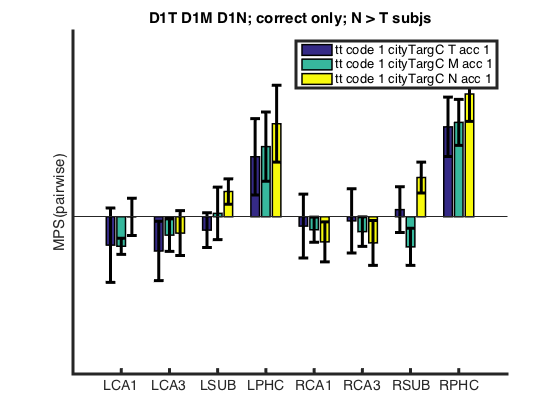 D1T D1M D1N; correct only; N > T subjs
tt code 1 cityTargC T acc 1
tt code 1 cityTargC M acc 1
tt code 1 cityTargC N acc 1
MPS(pairwise)
LCA1 LCA3 LSUB LPHC RCA1 RCA3 RSUB RPHC